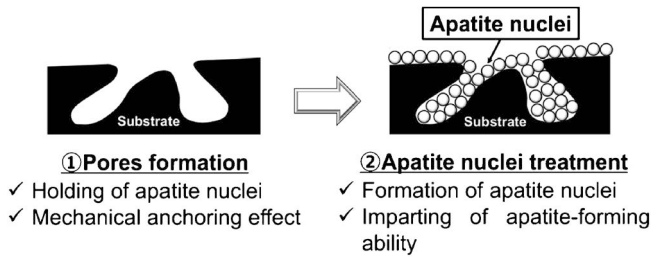 Apatite nuclei
Substrate
Substrate
①Pores formation
✓ Holding of apatite nuclei
✓ Mechanical anchoring effect
②Apatite nuclei treatment
✓ Formation of apatite nuclei
✓ Imparting of apatite-forming
ability